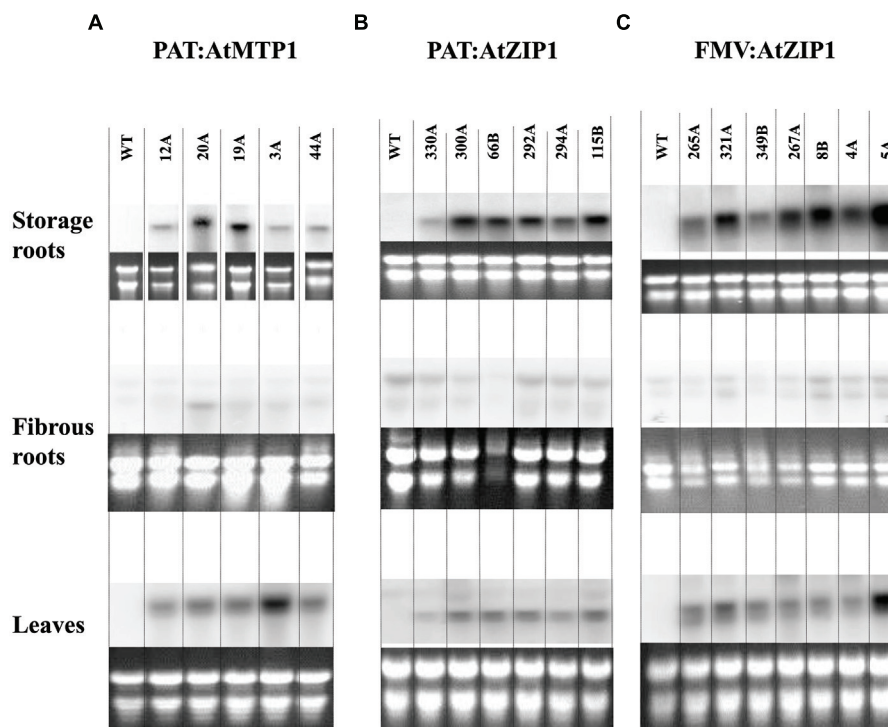 A
B
C
PAT:AtMTP1
PAT:AtZIP1
FMV:AtZIP1
WT
12A
20A
19A
3A
44A
WT
330A
300A
66B
292A
294A
115B
WT
265A
321A
349B
267A
8B
4A
5A
Storage
roots
Fibrous
roots
Leaves